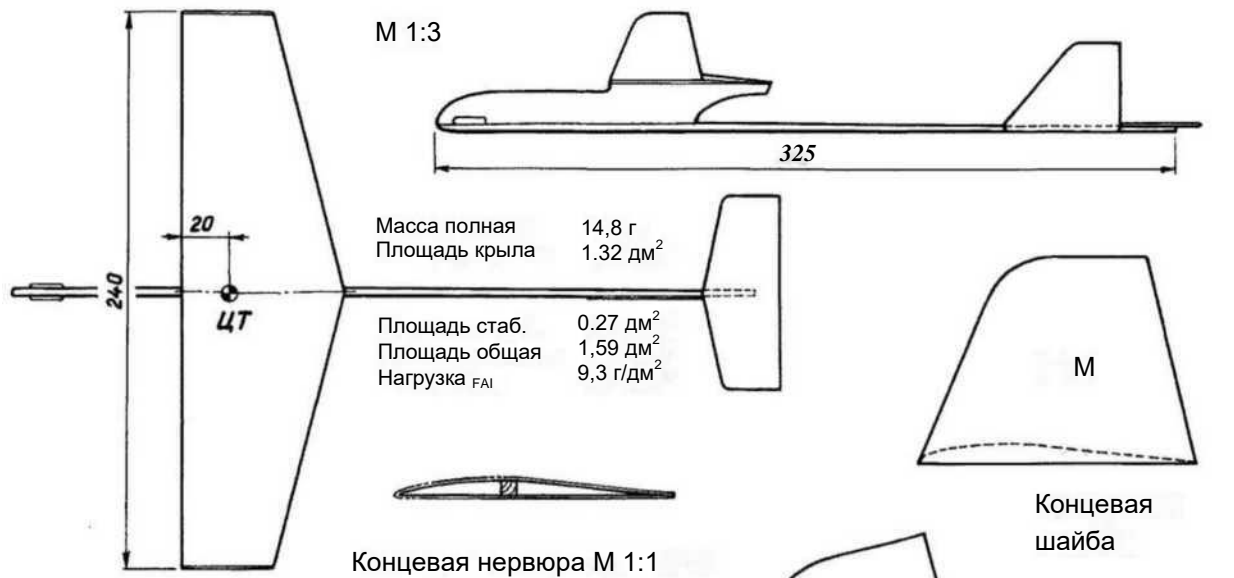 М 1:3
325
20
Масса полная 14,8 г
Площадь крыла 1.32 дм²
240
ЦТ
Площадь стаб. 0.27 дм²
Площадь общая 1,59 дм²
Нагрузка FAI 9,3 г/дм²
М
Концевая
шайба
Концевая нервюра М 1:1